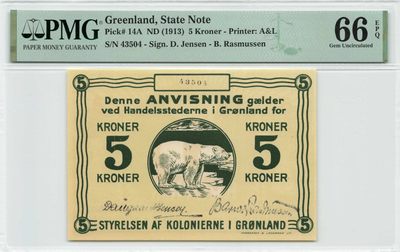 PMG
PAPER MONEY GUARANTY
Greenland, State Note
Pick# 14A ND (1913) 5 Kroner - Printer: A&L
S/N 43504 - Sign. D. Jensen - B. Rasmussen
66 EPQ
Gem Uncirculated
5 5
43504
Denne ANVISNING gælder
ved Handelsstederne i Grønland for
KRONER KRONER
5 5
KRONER KRONER
5 5
STYRELSEN AF KOLONIERNE I GRØNLAND